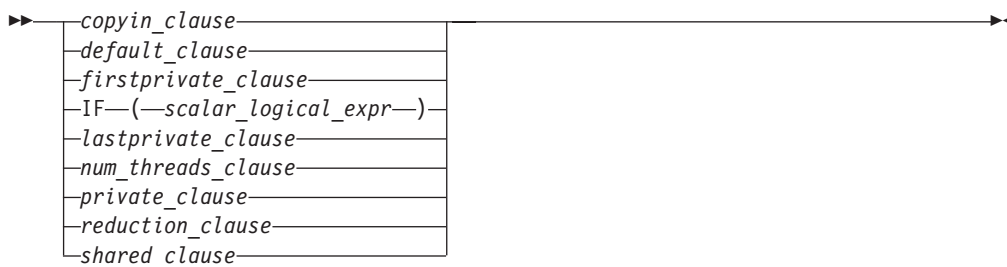 copyin_clause
default_clause
firstprivate_clause
IF ( scalar_logical_expr )
lastprivate_clause
num_threads_clause
private_clause
reduction_clause
shared_clause